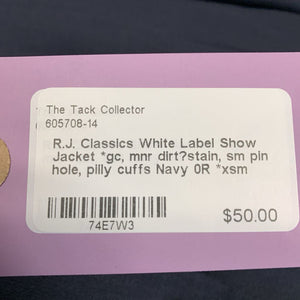 The Tack Collector
605708-14
R.J. Classics White Label Show
Jacket *gc, mnr dirt?stain, sm pin
hole, pilly cuffs Navy 0R *xsm
$50.00
74E7W3